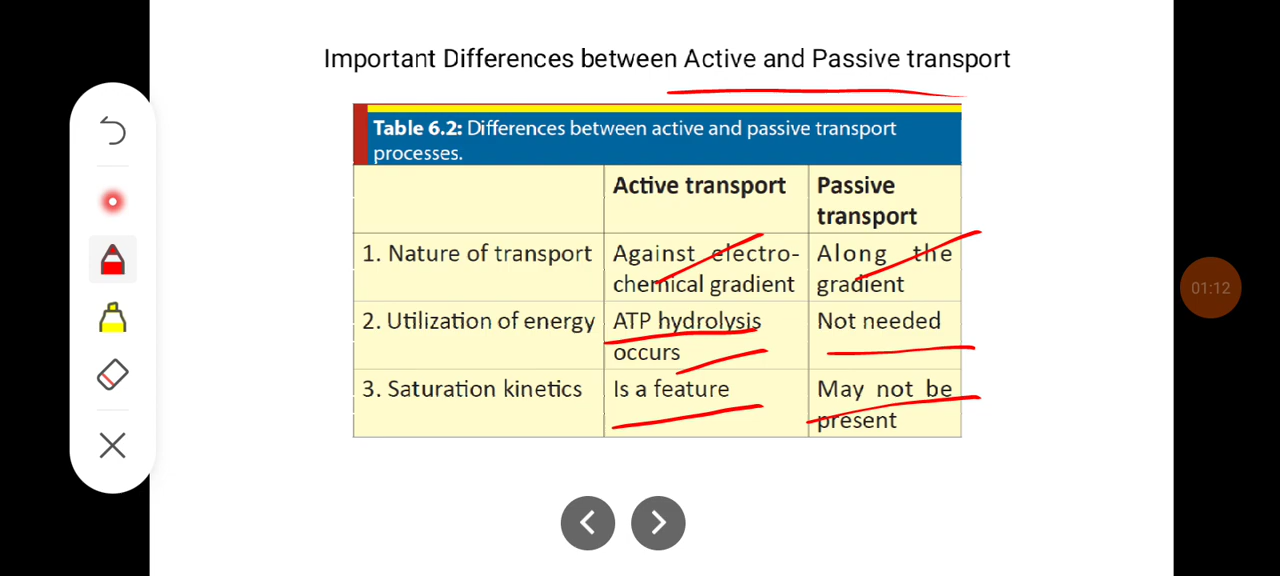 Important Differences between Active and Passive transport
Table 6.2: Differences between active and passive transport
processes.
Active transport
Passive
transport
1. Nature of transport
Against electro-
chemical gradient
Along the
gradient
2. Utilization of energy
ATP hydrolysis
occurs
Not needed
3. Saturation kinetics
Is a feature
May not be
present
01:12